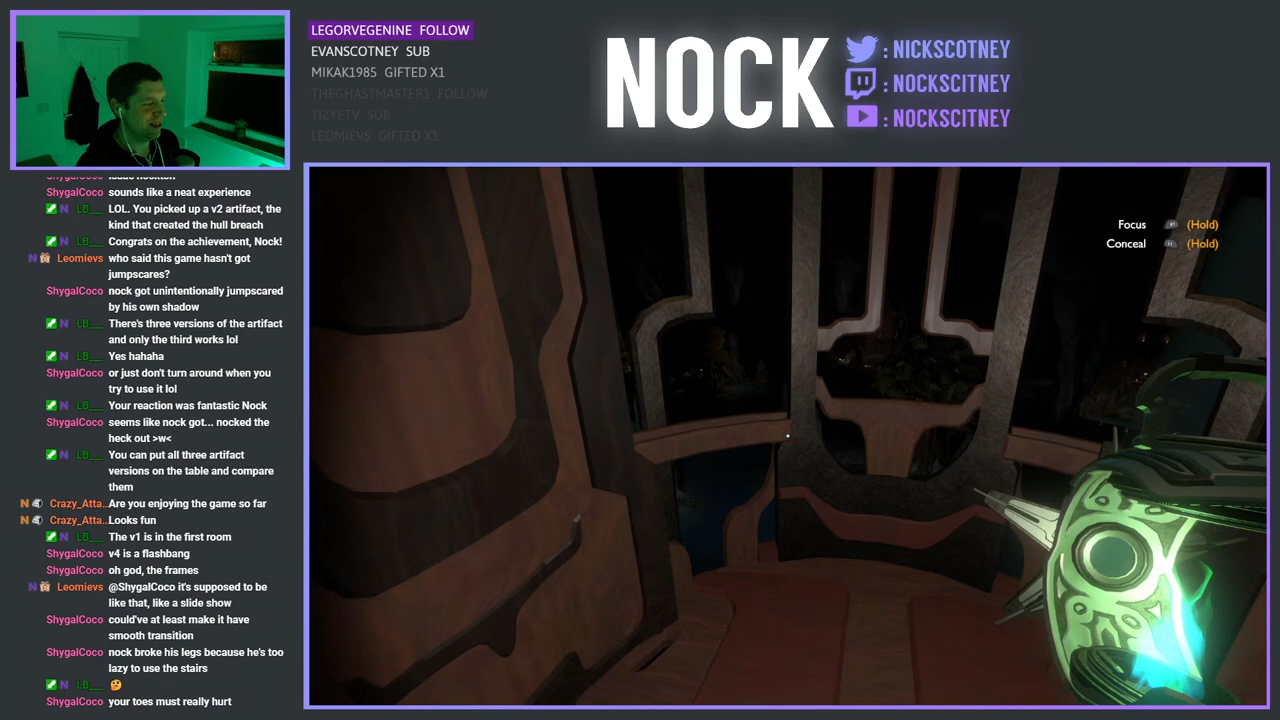 LEGORVEGENINE FOLLOW
EVANSCOTNEY SUB
MIKAK1985 GIFTED X1
THEGHASTMASTER1 FOLLOW
TIZYETV SUB
LEOMIEVS GIFTED X1
NOCK
: NICKSCOTNEY
: NOCKSCITNEY
: NOCKSCITNEY
ShygalCoco sounds like a neat experience
N LB__ LOL. You picked up a v2 artifact, the
kind that created the hull breach
N LB__ Congrats on the achievement, Nock!
N Leomievs who said this game hasn't got
jumpscares?
ShygalCoco nock got unintentionally jumpscared
by his own shadow
N LB__ There's three versions of the artifact
and only the third works lol
N LB__ Yes hahaha
ShygalCoco or just don't turn around when you
try to use it lol
N LB__ Your reaction was fantastic Nock
ShygalCoco seems like nock got... nocked the
heck out >w<
N LB__ You can put all three artifact
versions on the table and compare
them
N Crazy_Atta... Are you enjoying the game so far
N Crazy_Atta... Looks fun
N LB__ The v1 is in the first room
ShygalCoco v4 is a flashbang
ShygalCoco oh god, the frames
N Leomievs @ShygalCoco it's supposed to be
like that, like a slide show
ShygalCoco could've at least make it have
smooth transition
ShygalCoco nock broke his legs because he's too
lazy to use the stairs
N LB__ 🤔
ShygalCoco your toes must really hurt
Focus (Hold)
Conceal (Hold)